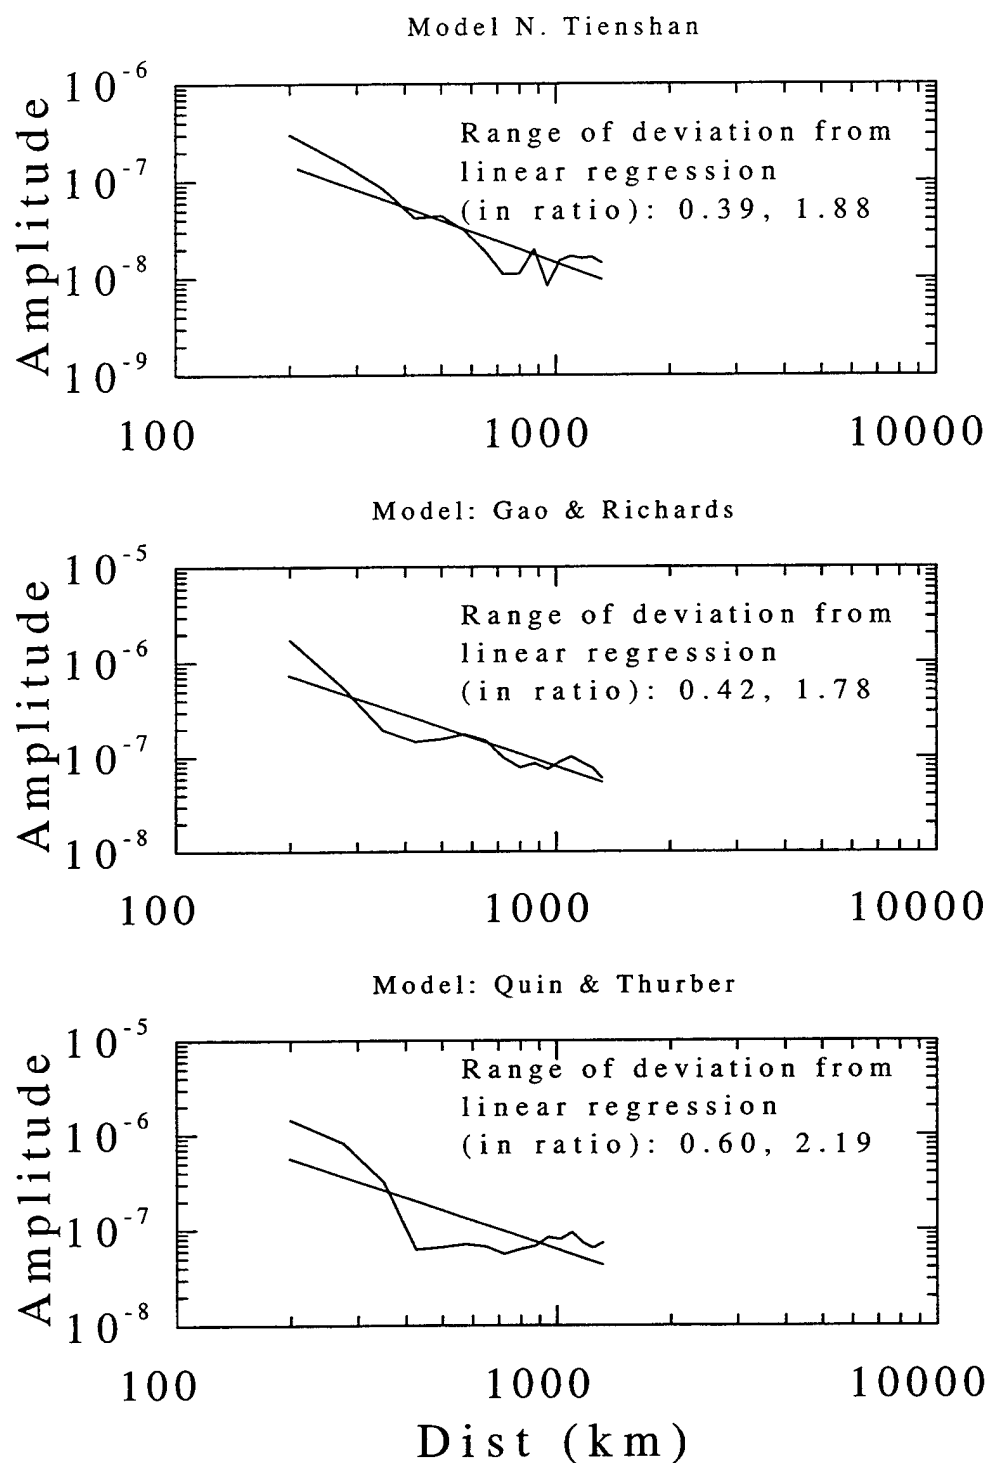 Model N. Tienshan
10^-6
10^-7
10^-8
10^-9
Amplitude
Range of deviation from
linear regression
(in ratio): 0.39, 1.88
100 1000 10000
Model: Gao & Richards
10^-5
10^-6
10^-7
10^-8
Amplitude
Range of deviation from
linear regression
(in ratio): 0.42, 1.78
100 1000 10000
Model: Quin & Thurber
10^-5
10^-6
10^-7
10^-8
Amplitude
Range of deviation from
linear regression
(in ratio): 0.60, 2.19
100 1000 10000
Dist (km)